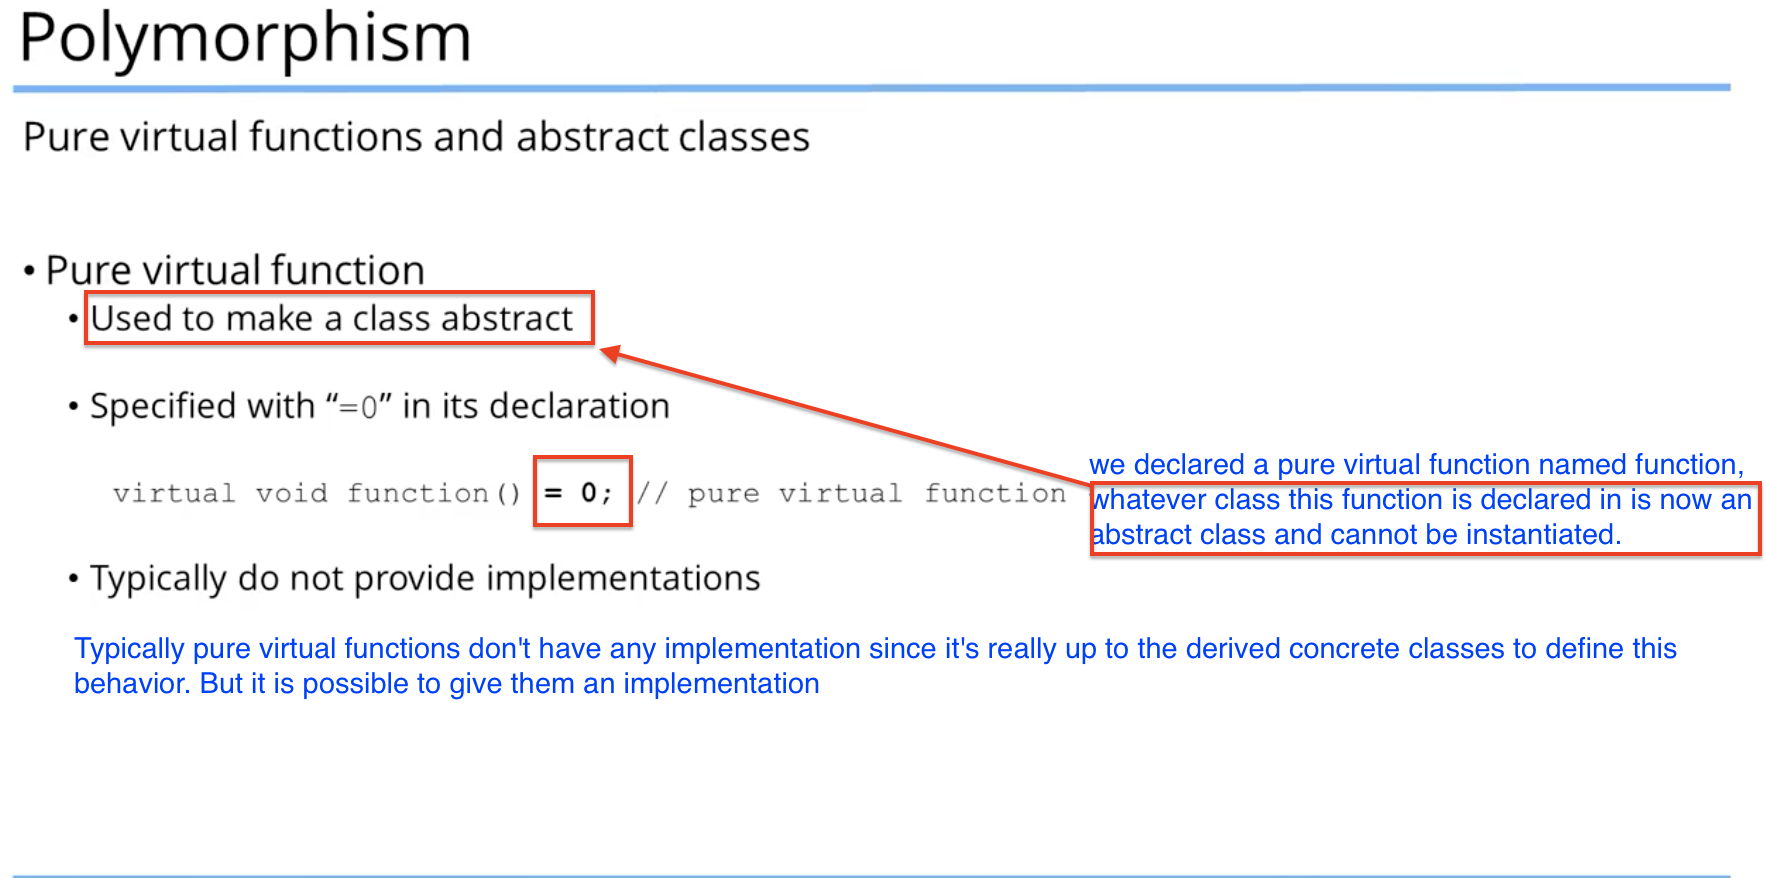 Polymorphism
Pure virtual functions and abstract classes
• Pure virtual function
• Used to make a class abstract
• Specified with “=0” in its declaration
virtual void function() = 0; // pure virtual function
we declared a pure virtual function named function,
whatever class this function is declared in is now an
abstract class and cannot be instantiated.
• Typically do not provide implementations
Typically pure virtual functions don't have any implementation since it's really up to the derived concrete classes to define this
behavior. But it is possible to give them an implementation